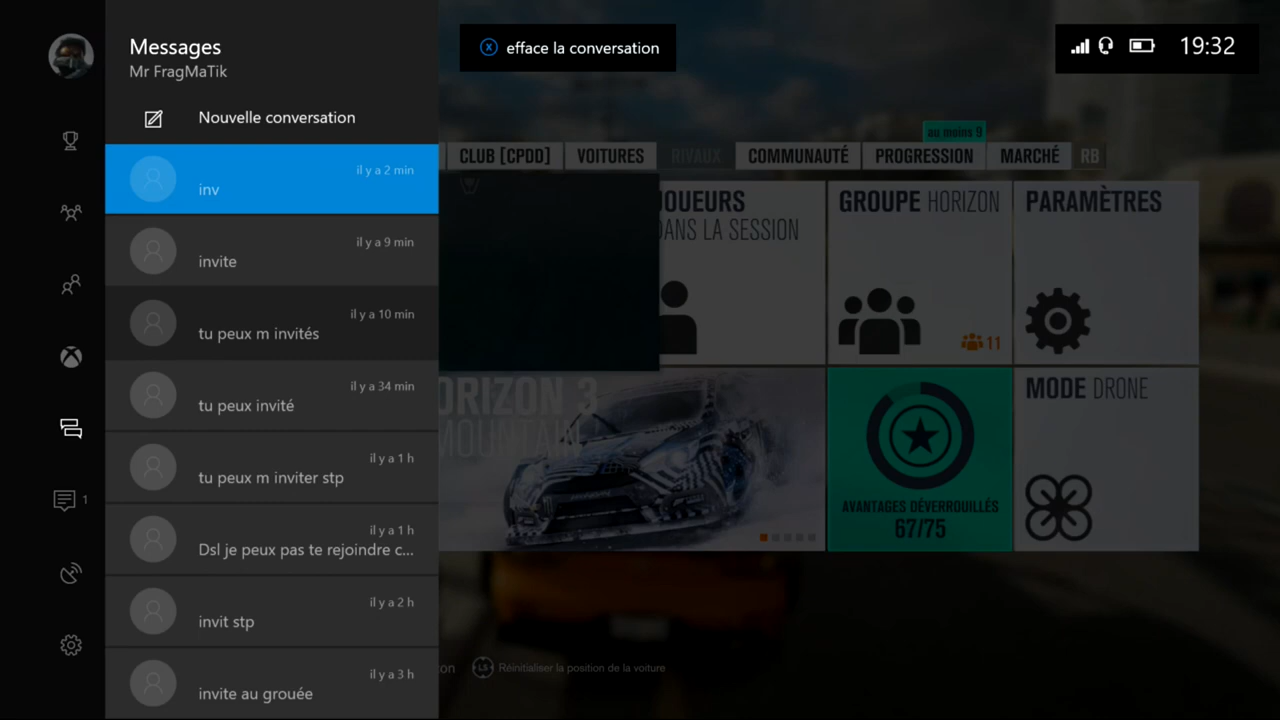 Messages
Mr FragMaTik
Nouvelle conversation
il y a 2 min
inv
il y a 9 min
invite
il y a 10 min
tu peux m invités
il y a 34 min
tu peux invité
il y a 1 h
tu peux m inviter stp
il y a 1 h
Dsl je peux pas te rejoindre c...
il y a 2 h
invit stp
il y a 3 h
invite au grouée
1
X efface la conversation
19:32
au moins 9
CLUB [CPDD] VOITURES RIVAUX COMMUNAUTÉ PROGRESSION MARCHÉ RB
JOUEURS
DANS LA SESSION
GROUPE HORIZON
11
PARAMÈTRES
ORIZON 3
MOUNTAIN
AVANTAGES DÉVERROUILLÉS
67/75
MODE DRONE
on LS Réinitialiser la position de la voiture